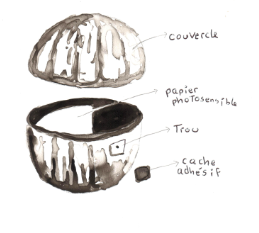 couvercle
papier
photosensible
Trou
cache
adhésif